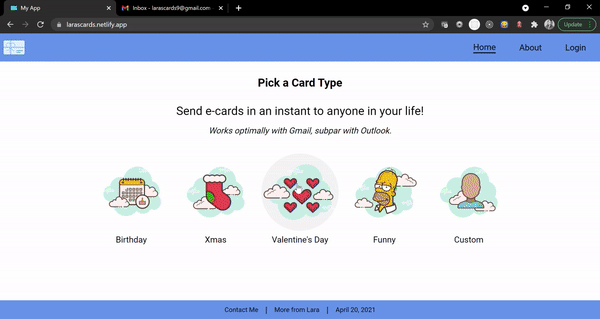 My App
Inbox - larascards9@gmail.com
larascards.netlify.app
Update
Home
About
Login
Pick a Card Type
Send e-cards in an instant to anyone in your life!
Works optimally with Gmail, subpar with Outlook.
Birthday
Xmas
Valentine's Day
Funny
Custom
Contact Me | More from Lara | April 20, 2021